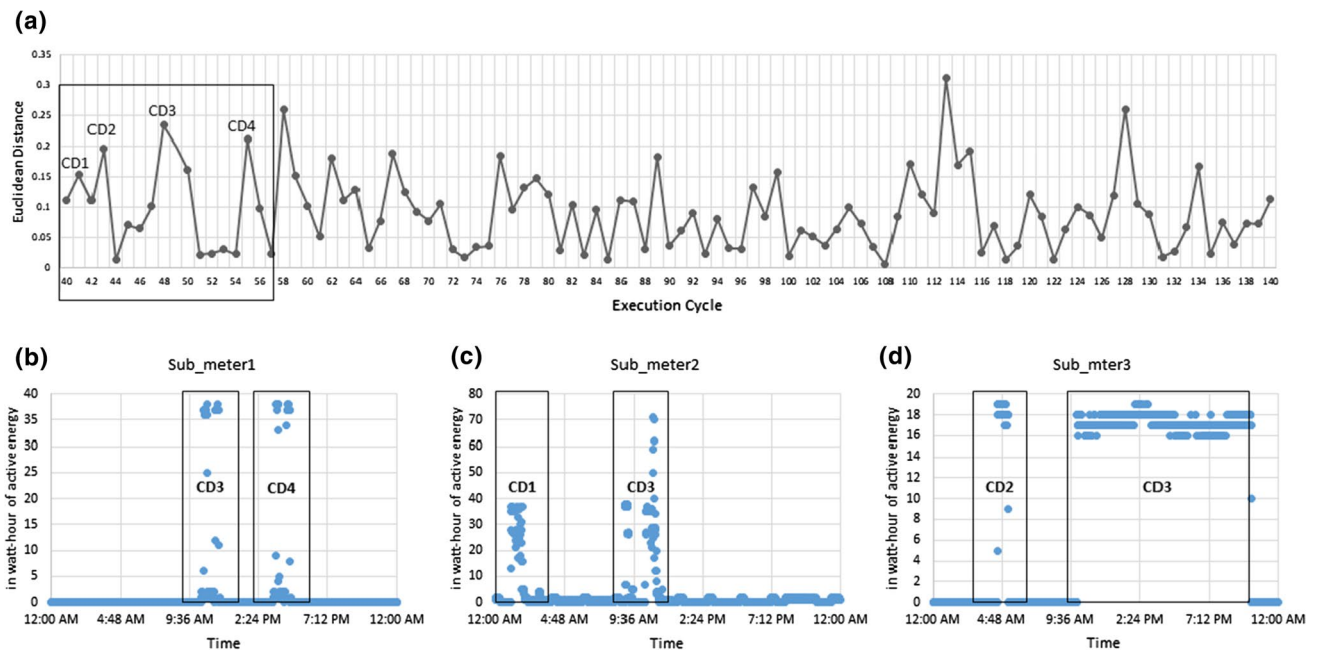 (a)
0.35
0.3
0.25
0.2
0.15
0.1
0.05
0
Euclidean Distance
CD1
CD2
CD3
CD4
40 42 44 46 48 50 52 54 56 58 60 62 64 66 68 70 72 74 76 78 80 82 84 86 88 90 92 94 96 98 100 102 104 106 108 110 112 114 116 118 120 122 124 126 128 130 132 134 136 138 140
Execution Cycle
(b)
Sub_meter1
in watt-hour of active energy
40
35
30
25
20
15
10
5
0
CD3
CD4
12:00 AM 4:48 AM 9:36 AM 2:24 PM 7:12 PM 12:00 AM
Time
(c)
Sub_meter2
in watt-hour of active energy
80
70
60
50
40
30
20
10
0
CD1
CD3
12:00 AM 4:48 AM 9:36 AM 2:24 PM 7:12 PM 12:00 AM
Time
(d)
Sub_mter3
in watt-hour of active energy
20
18
16
14
12
10
8
6
4
2
0
CD2
CD3
12:00 AM 4:48 AM 9:36 AM 2:24 PM 7:12 PM 12:00 AM
Time